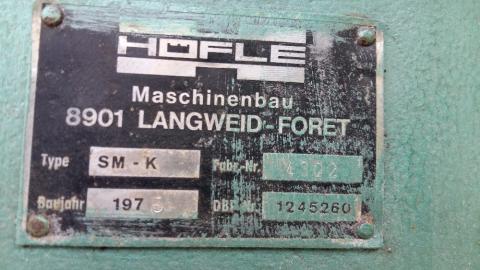 HÖFLE
Maschinenbau
8901 LANGWEID-FORET
Type SM-K Fabr.-Nr.
Baujahr 197 DBP Nr. 1245260